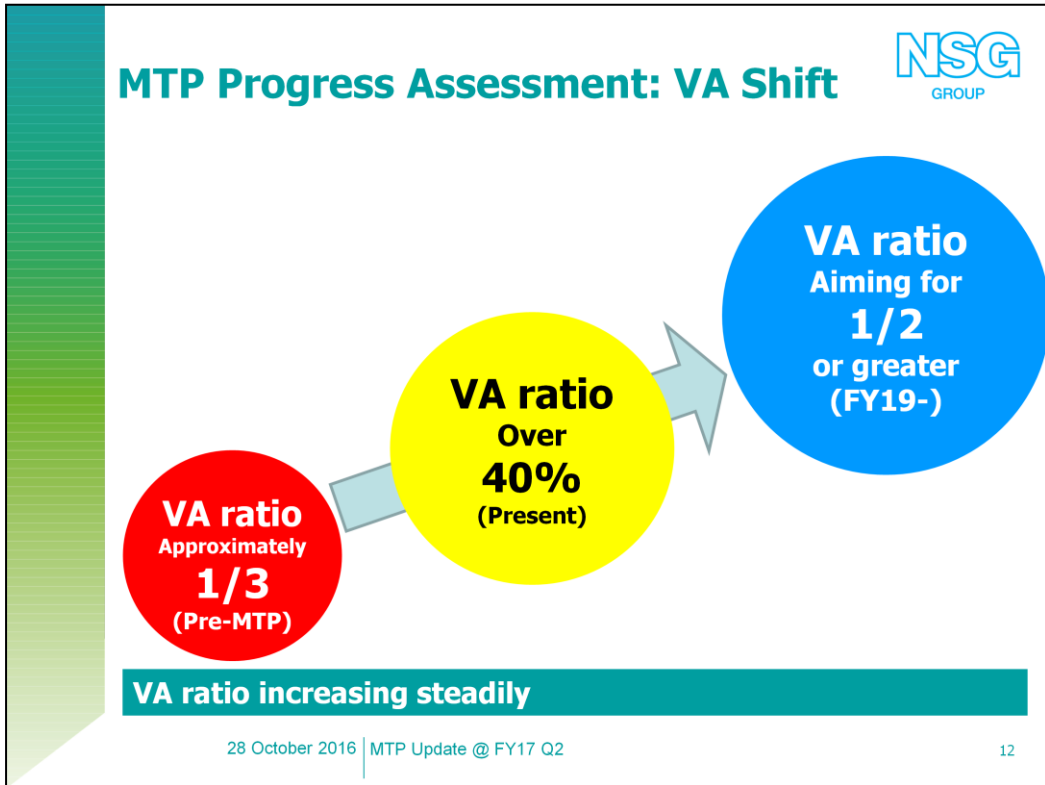 MTP Progress Assessment: VA Shift
NSG
GROUP
VA ratio
Approximately
1/3
(Pre-MTP)
VA ratio
Over
40%
(Present)
VA ratio
Aiming for
1/2
or greater
(FY19-)
VA ratio increasing steadily
28 October 2016 MTP Update @ FY17 Q2
12